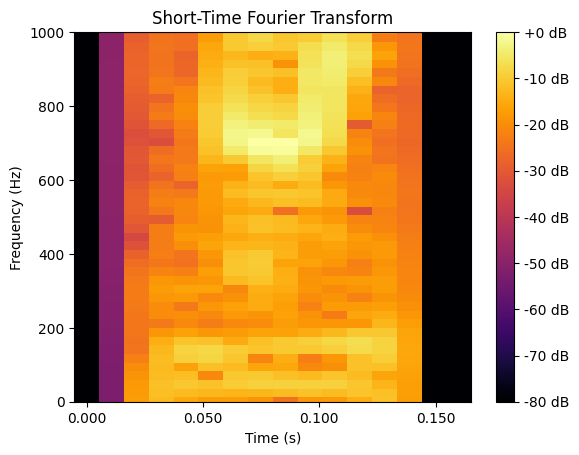 Short-Time Fourier Transform
Frequency (Hz)
1000
800
600
400
200
0
0.000
0.050
0.100
0.150
Time (s)
+0 dB
-10 dB
-20 dB
-30 dB
-40 dB
-50 dB
-60 dB
-70 dB
-80 dB